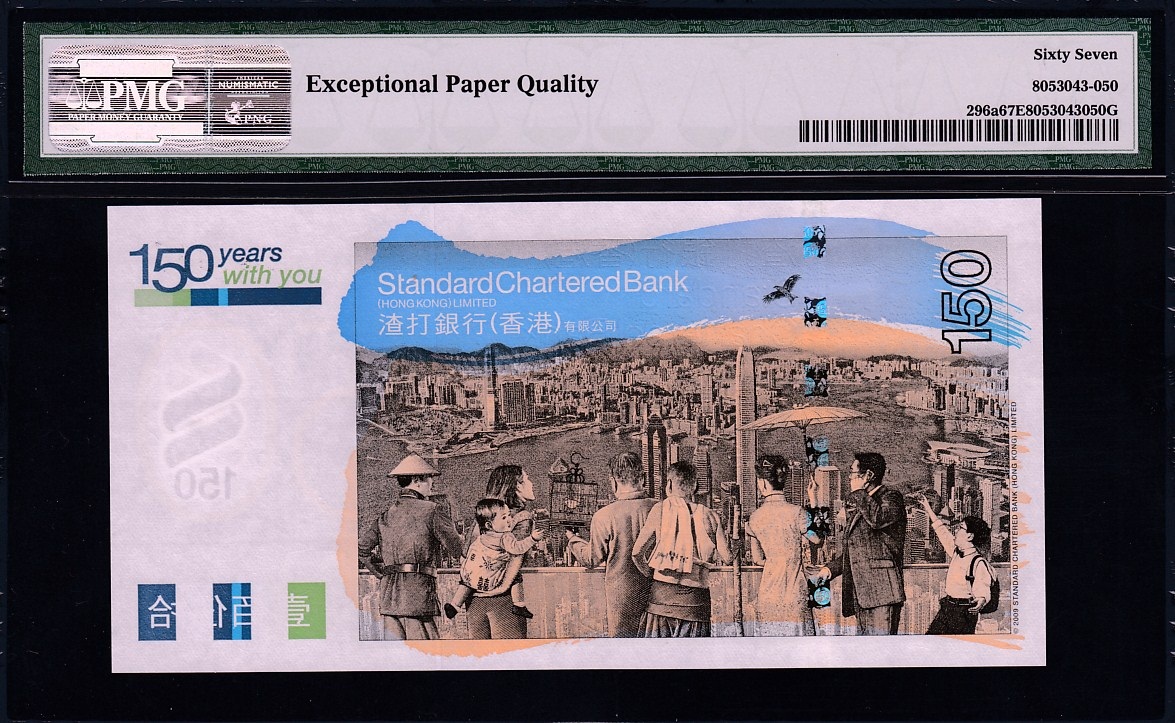 PMG
PAPER MONEY GUARANTY
NUMISMATIC
PNG
Exceptional Paper Quality
Sixty Seven
8053043-050
296a67E8053043050G
150 years
with you
Standard Chartered Bank
(HONG KONG) LIMITED
渣打銀行(香港)有限公司
150
150
© 2009 STANDARD CHARTERED BANK (HONG KONG) LIMITED
壹